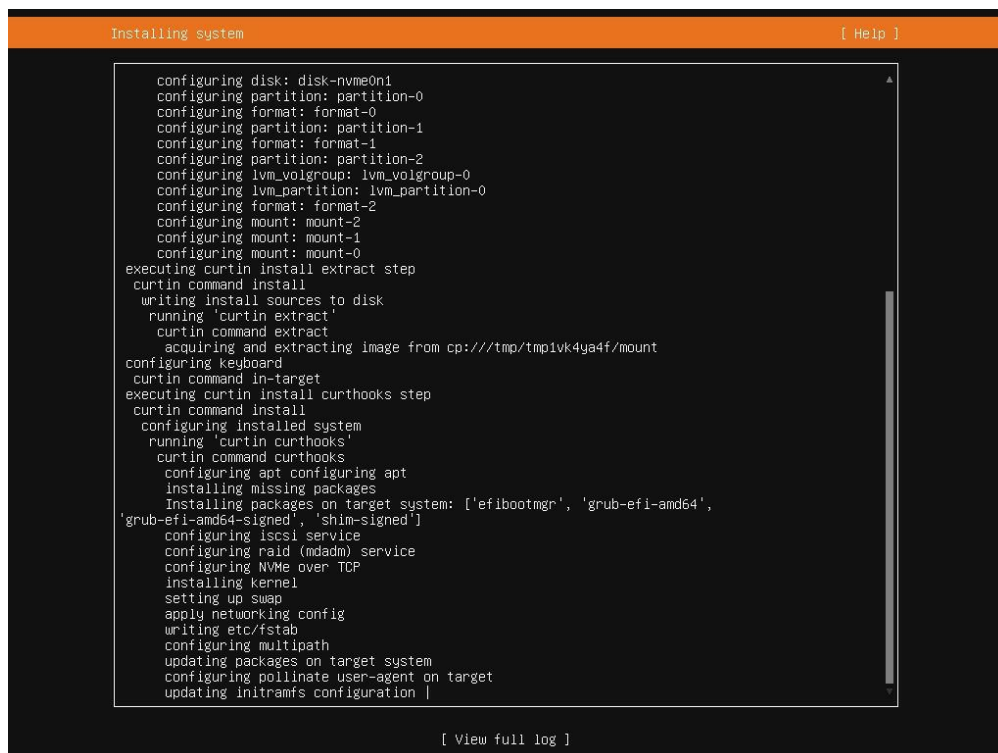 Installing system [ Help ]
configuring disk: disk-nvme0n1
configuring partition: partition-0
configuring format: format-0
configuring partition: partition-1
configuring format: format-1
configuring partition: partition-2
configuring lvm_volgroup: lvm_volgroup-0
configuring lvm_partition: lvm_partition-0
configuring format: format-2
configuring mount: mount-2
configuring mount: mount-1
configuring mount: mount-0
executing curtin install extract step
curtin command install
writing install sources to disk
running 'curtin extract'
curtin command extract
acquiring and extracting image from cp:///tmp/tmp1vk4ya4f/mount
configuring keyboard
curtin command in-target
executing curtin install curthooks step
curtin command install
configuring installed system
running 'curtin curthooks'
curtin command curthooks
configuring apt configuring apt
installing missing packages
Installing packages on target system: ['efibootmgr', 'grub-efi-amd64',
'grub-efi-amd64-signed', 'shim-signed']
configuring iscsi service
configuring raid (mdadm) service
configuring NVMe over TCP
installing kernel
setting up swap
apply networking config
writing etc/fstab
configuring multipath
updating packages on target system
configuring pollinate user-agent on target
updating initramfs configuration |
[ View full log ]